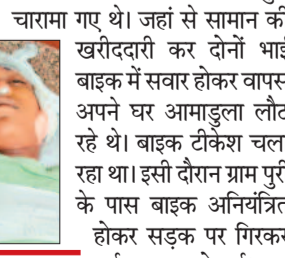 चारामा गए थे। जहां से सामान की
खरीददारी कर दोनों भाई
बाइक में सवार होकर वापस
अपने घर आमाडुला लौट
रहे थे। बाइक टीकेश चला
रहा था। इसी दौरान ग्राम पुरी
के पास बाइक अनियंत्रित
होकर सड़क पर गिरकर